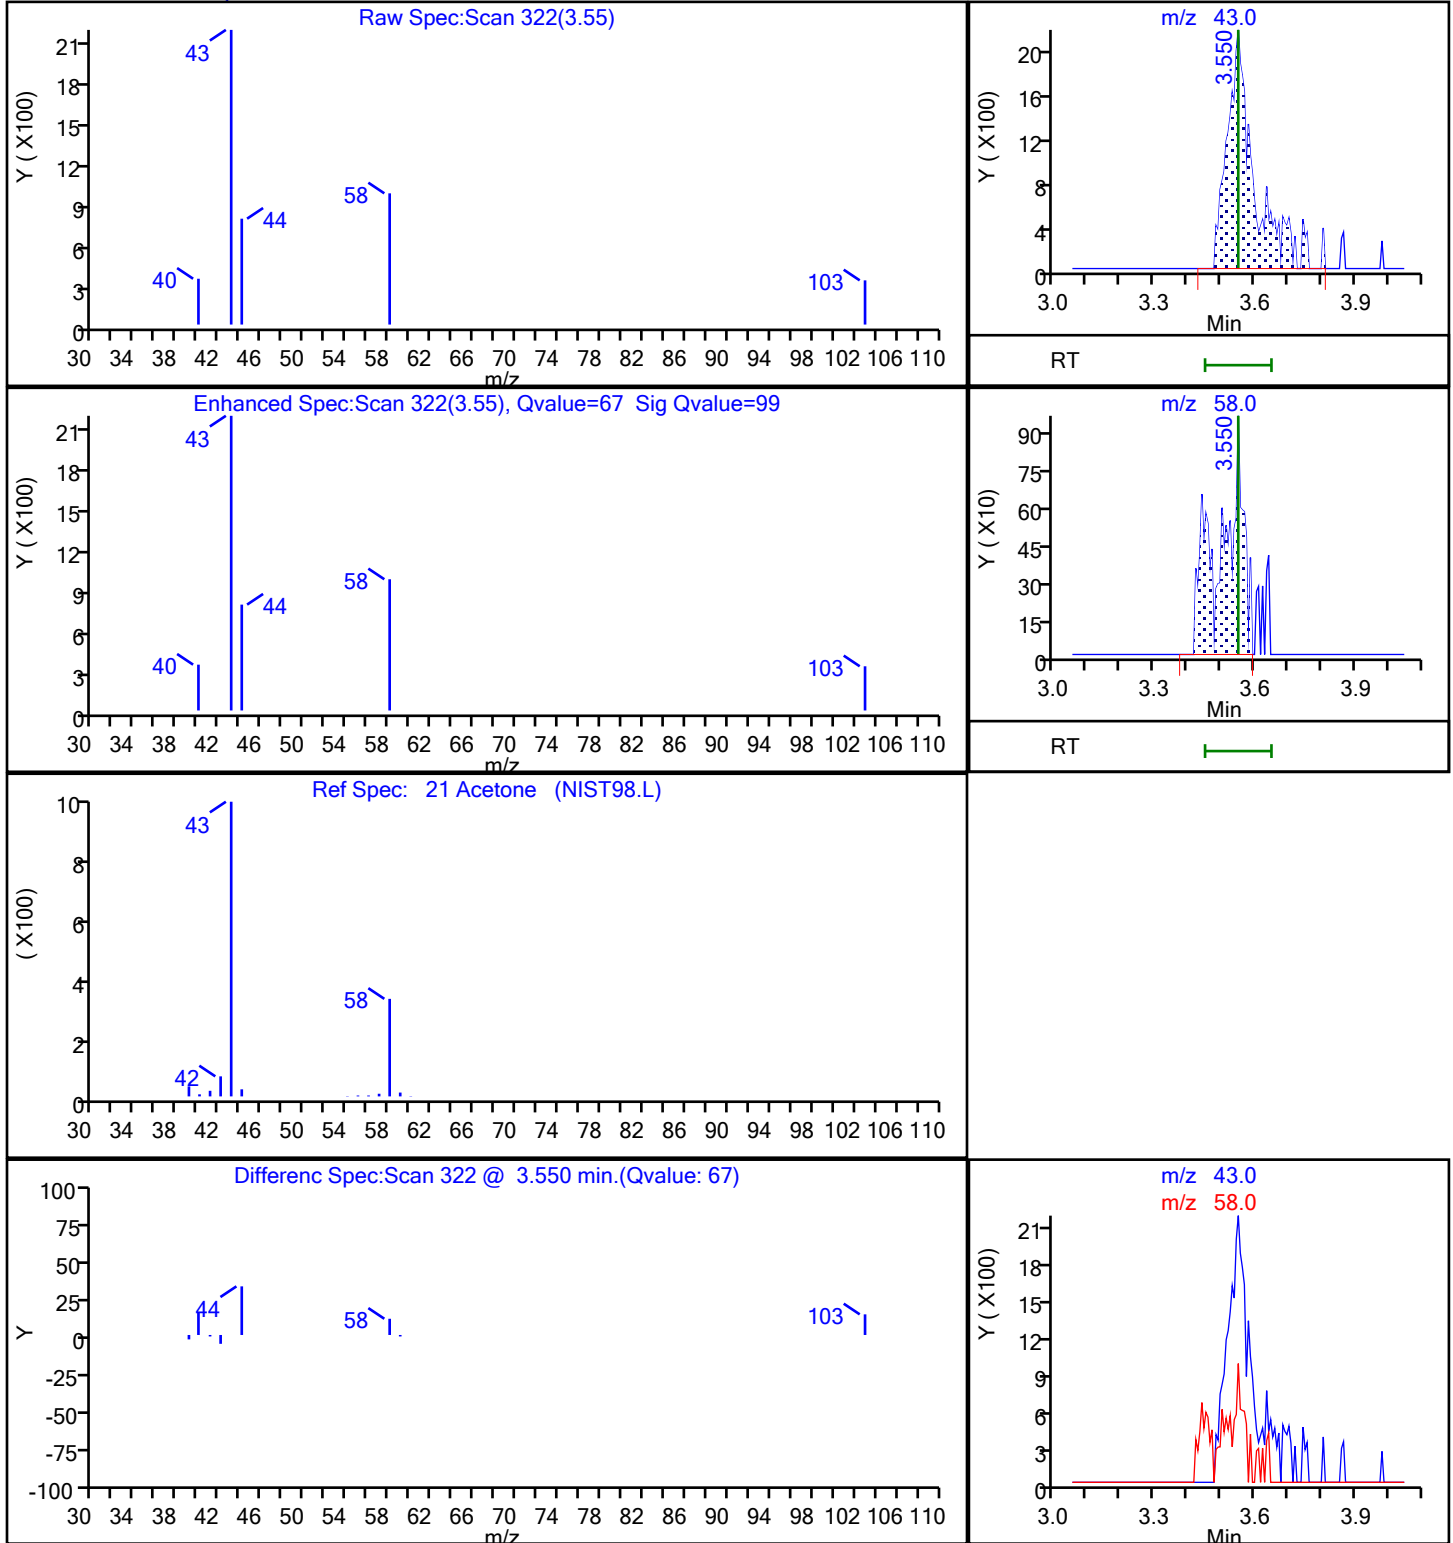 Raw Spec:Scan 322(3.55)
Y ( X100)
21
18
15
12
9
6
3
0
43
44
40
58
103
30 34 38 42 46 50 54 58 62 66 70 74 78 82 86 90 94 98 102 106 110
m/z
m/z 43.0
Y ( X100)
20
16
12
8
4
0
3.550
3.0 3.3 3.6 3.9
Min
RT
Enhanced Spec:Scan 322(3.55), Qvalue=67 Sig Qvalue=99
Y ( X100)
21
18
15
12
9
6
3
0
43
44
40
58
103
30 34 38 42 46 50 54 58 62 66 70 74 78 82 86 90 94 98 102 106 110
m/z
m/z 58.0
Y ( X10)
90
75
60
45
30
15
0
3.550
3.0 3.3 3.6 3.9
Min
RT
Ref Spec: 21 Acetone (NIST98.L)
( X100)
10
8
6
4
2
0
43
42
58
30 34 38 42 46 50 54 58 62 66 70 74 78 82 86 90 94 98 102 106 110
Differenc Spec:Scan 322 @ 3.550 min.(Qvalue: 67)
Y
100
75
50
25
0
-25
-50
-75
-100
44
58
103
30 34 38 42 46 50 54 58 62 66 70 74 78 82 86 90 94 98 102 106 110
m/z
m/z 43.0
m/z 58.0
Y ( X100)
21
18
15
12
9
6
3
0
3.0 3.3 3.6 3.9
Min